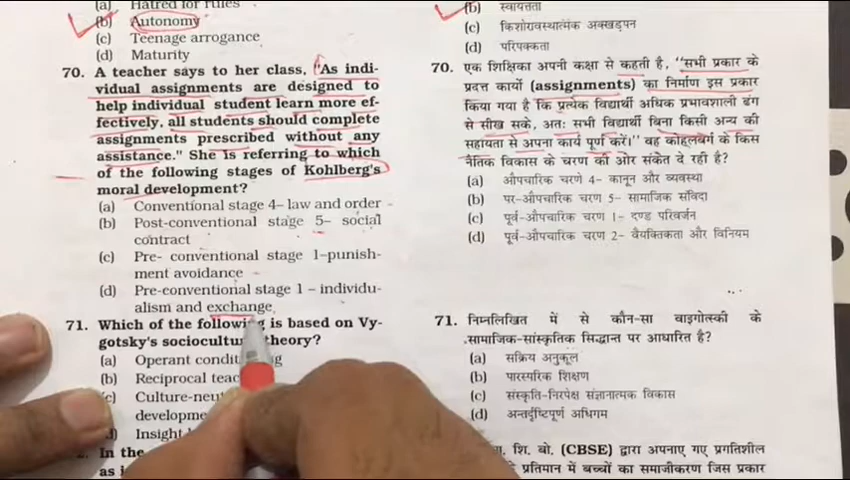 (a) Hatred for rules
(b) Autonomy
(c) Teenage arrogance
(d) Maturity
70. A teacher says to her class, "As indi-
vidual assignments are designed to
help individual student learn more ef-
fectively, all students should complete
assignments prescribed without any
assistance." She is referring to which
of the following stages of Kohlberg's
moral development?
(a) Conventional stage 4– law and order
(b) Post-conventional stage 5– social
contract
(c) Pre- conventional stage 1–punish-
ment avoidance
(d) Pre-conventional stage 1 – individu-
alism and exchange
71. Which of the following is based on Vy-
gotsky's sociocultural theory?
(a) Operant
(b) Reciprocal
(c)
(d) Insight
In the
(b) स्वायत्तता
(c) किशोरावस्थात्मक अक्खड़पन
(d) परिपक्कता
70. एक शिक्षिका अपनी कक्षा से कहती है, "सभी प्रकार के
प्रदत्त कार्यों (assignments) का निर्माण इस प्रकार
किया गया है कि प्रत्येक विद्यार्थी अधिक प्रभावशाली ढंग
से सीख सके, अतः सभी विद्यार्थी बिना किसी अन्य की
सहायता से अपना कार्य पूर्ण करें।" वह कोहलबर्ग के किस
नैतिक विकास के चरण की ओर संकेत दे रही है?
(a) औपचारिक चरण 4- कानून और व्यवस्था
(b) पर-औपचारिक चरण 5- सामाजिक संविदा
(c) पूर्व-औपचारिक चरण 1- दण्ड परिवर्जन
(d) पूर्व-औपचारिक चरण 2- वैयक्तिकता और विनियम
71. निम्नलिखित में से कौन-सा वाइगोत्स्की के
सामाजिक-सांस्कृतिक सिद्धान्त पर आधारित है?
(a) सक्रिय अनुकूल
(b) पारस्परिक शिक्षण
(c) संस्कृति-निरपेक्ष संज्ञानात्मक विकास
(d) अन्तर्दृष्टिपूर्ण अधिगम
शि. बो. (CBSE) द्वारा अपनाए गए प्रगतिशील
प्रतिमान में बच्चों का समाजीकरण जिस प्रकार